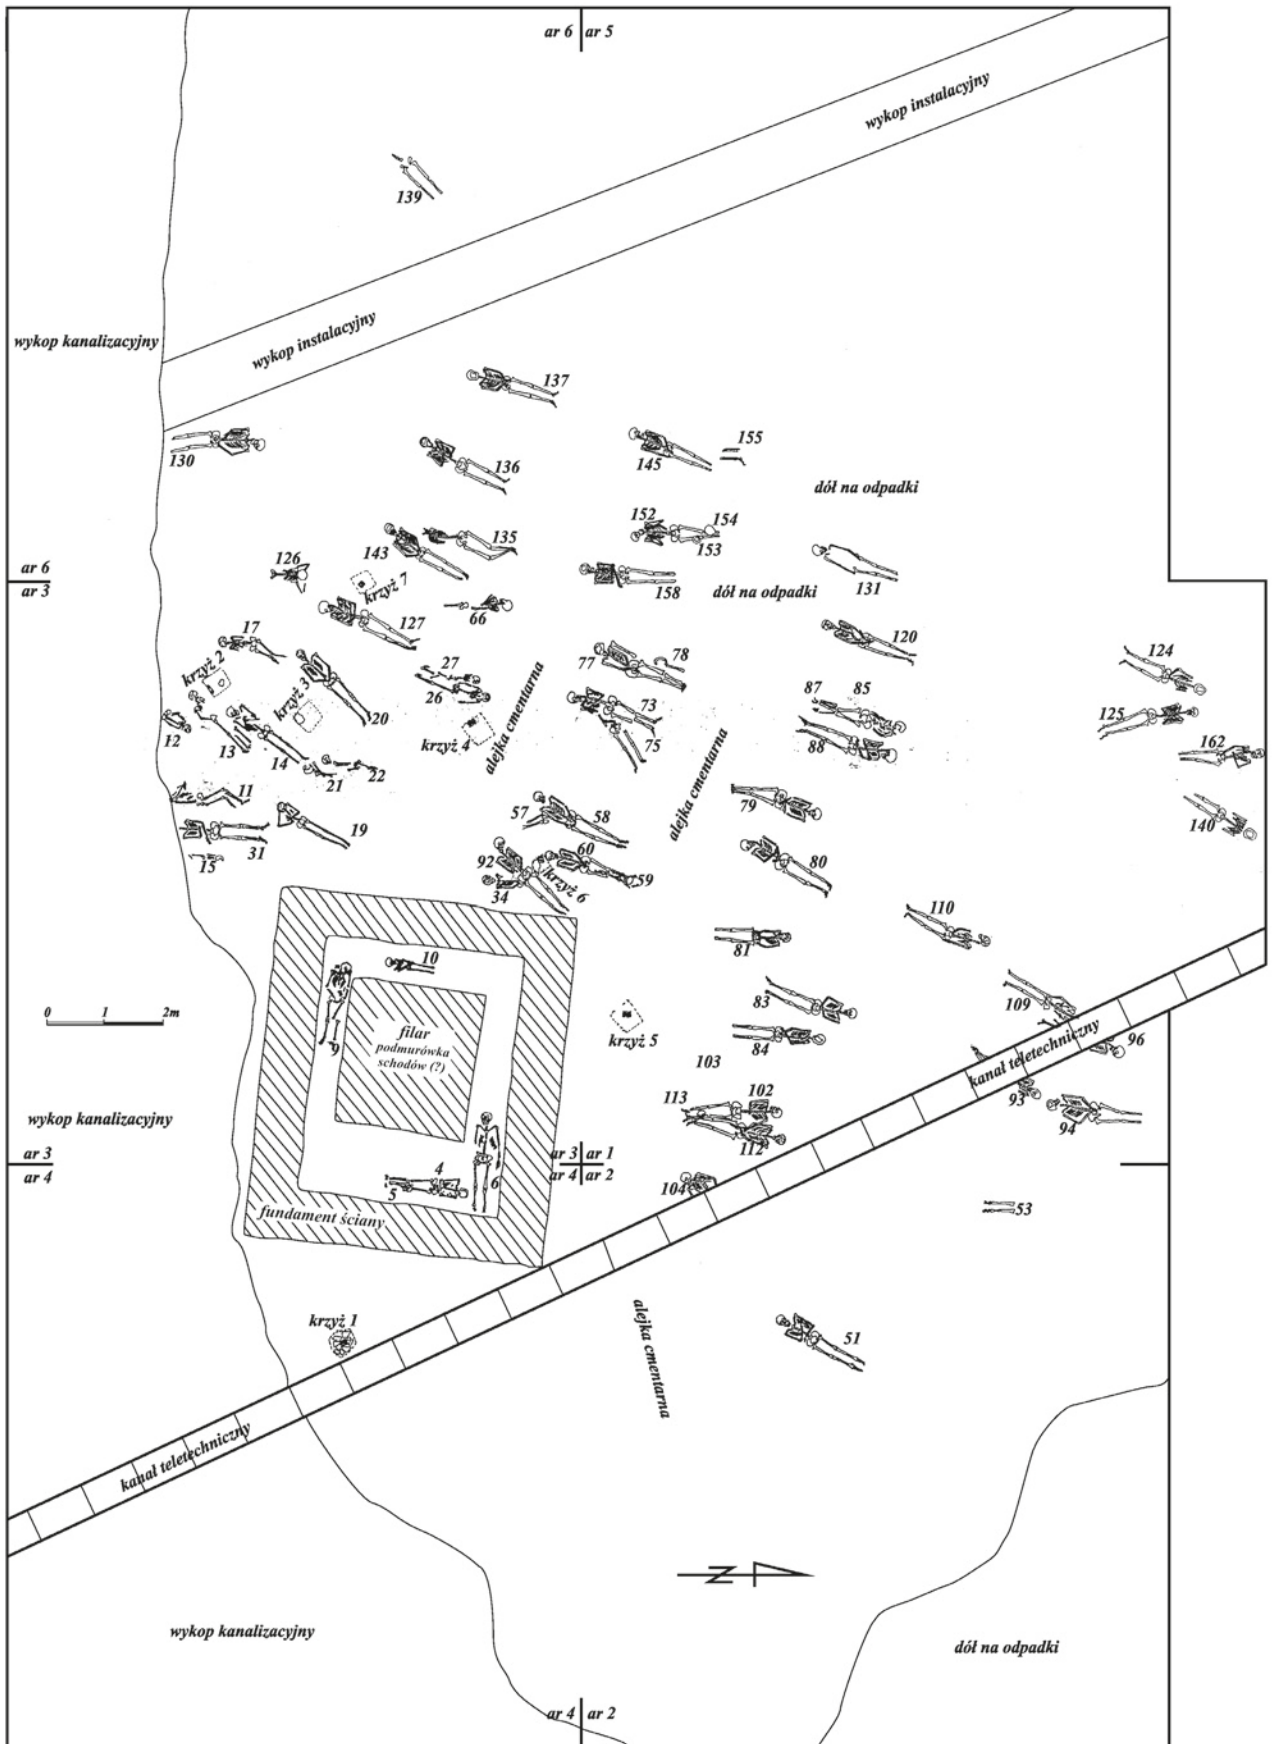 ar 6 ar 5
wykop instalacyjny
139
wykop kanalizacyjny
wykop instalacyjny
137
130
136
145
155
dół na odpadki
152
154
135
153
143
126
ar 6
ar 3
krzyż 7
131
158
dół na odpadki
66
127
120
17
krzyż 2
27
77
78
124
26
87
85
krzyż 3
73
20
alejka cmentarna
125
12
13
krzyż 4
75
88
162
14
21
22
alejka cmentarna
11
79
57
58
140
19
31
15
92
60
80
34
krzyż 6
59
110
81
10
83
109
0 1 2m
filar
podmurówka
schodów (?)
krzyż 5
9
84
103
kanał teletechniczny
96
113
102
93
94
wykop kanalizacyjny
112
ar 3
ar 4
ar 3 ar 1
ar 4 ar 2
4
5
6
104
53
fundament ściany
krzyż 1
alejka cmentarna
51
kanał teletechniczny
N
wykop kanalizacyjny
dół na odpadki
ar 4 ar 2